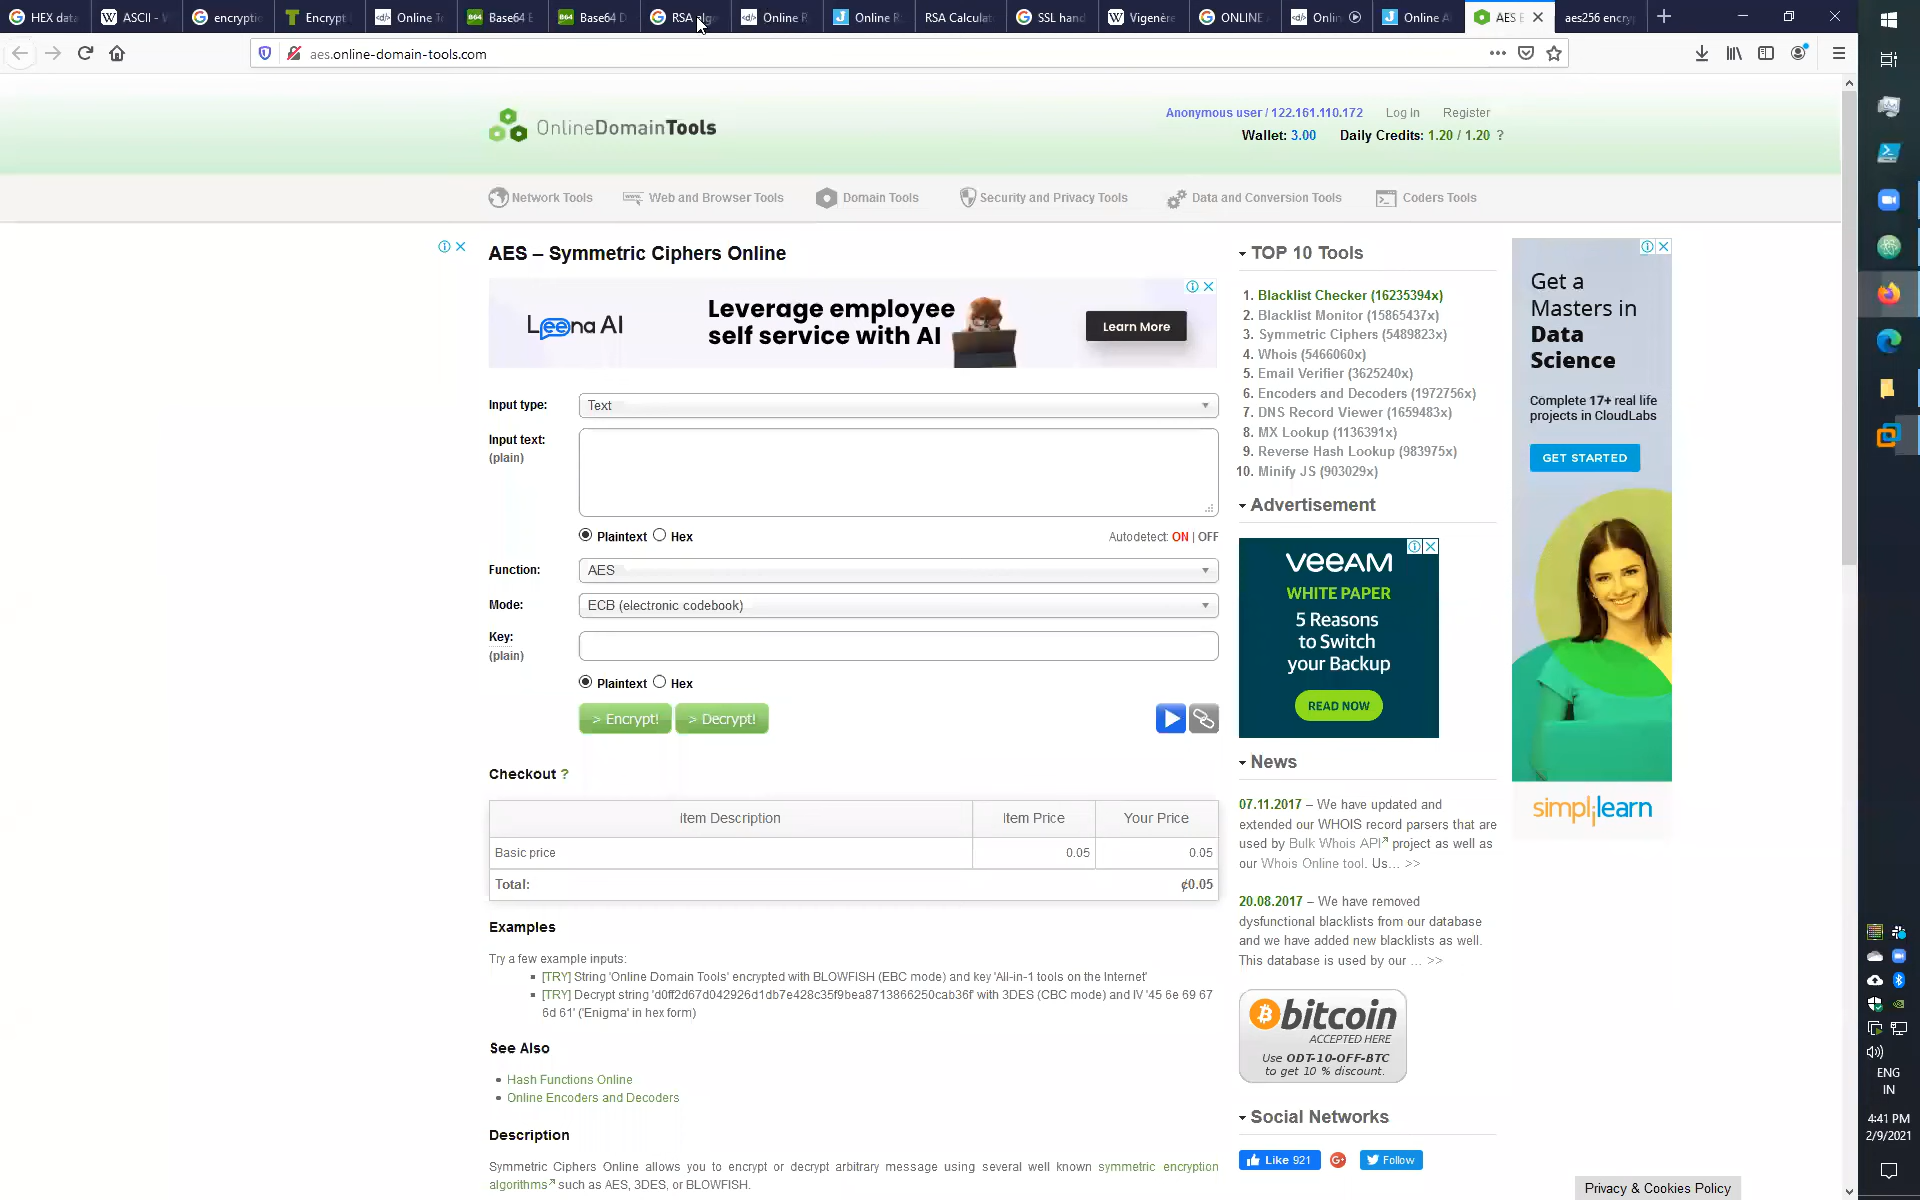 HEX dat
ASCII - W
encryptio
Encrypt
Online To
Base64 E
Base64 D
RSA algo
Online R
Online R
RSA Calculat
SSL hand
Vigenère
ONLINE
Onlin
Online A
AES E
aes256 encry
aes.online-domain-tools.com
OnlineDomainTools
Anonymous user / 122.161.110.172 Log In Register
Wallet: 3.00 Daily Credits: 1.20 / 1.20 ?
Network Tools Web and Browser Tools Domain Tools Security and Privacy Tools Data and Conversion Tools Coders Tools
AES – Symmetric Ciphers Online
Leena AI
Leverage employee
self service with AI
Learn More
Input type:
Text
Input text:
(plain)
Plaintext Hex
Autodetect: ON | OFF
Function:
AES
Mode:
ECB (electronic codebook)
Key:
(plain)
Plaintext Hex
> Encrypt! > Decrypt!
Checkout ?
Item Description Item Price Your Price
Basic price 0.05 0.05
Total: ¢0.05
Examples
Try a few example inputs:
[TRY] String 'Online Domain Tools' encrypted with BLOWFISH (EBC mode) and key 'All-in-1 tools on the Internet'
[TRY] Decrypt string 'd0ff2d67d042926d1db7e428c35f9bea8713866250cab36f' with 3DES (CBC mode) and IV '45 6e 69 67
6d 61' ('Enigma' in hex form)
See Also
Hash Functions Online
Online Encoders and Decoders
Description
Symmetric Ciphers Online allows you to encrypt or decrypt arbitrary message using several well known symmetric encryption
algorithms such as AES, 3DES, or BLOWFISH.
TOP 10 Tools
1. Blacklist Checker (16235394x)
2. Blacklist Monitor (15865437x)
3. Symmetric Ciphers (5489823x)
4. Whois (5466060x)
5. Email Verifier (3625240x)
6. Encoders and Decoders (1972756x)
7. DNS Record Viewer (1659483x)
8. MX Lookup (1136391x)
9. Reverse Hash Lookup (983975x)
10. Minify JS (903029x)
Advertisement
veeAM
WHITE PAPER
5 Reasons
to Switch
your Backup
READ NOW
News
07.11.2017 – We have updated and
extended our WHOIS record parsers that are
used by Bulk Whois API project as well as
our Whois Online tool. Us... >>
20.08.2017 – We have removed
dysfunctional blacklists from our database
and we have added new blacklists as well.
This database is used by our ... >>
bitcoin
ACCEPTED HERE
Use ODT-10-OFF-BTC
to get 10 % discount.
Social Networks
Like 921
Follow
Get a
Masters in
Data
Science
Complete 17+ real life
projects in CloudLabs
GET STARTED
simplilearn
Privacy & Cookies Policy
ENG
IN
4:41 PM
2/9/2021